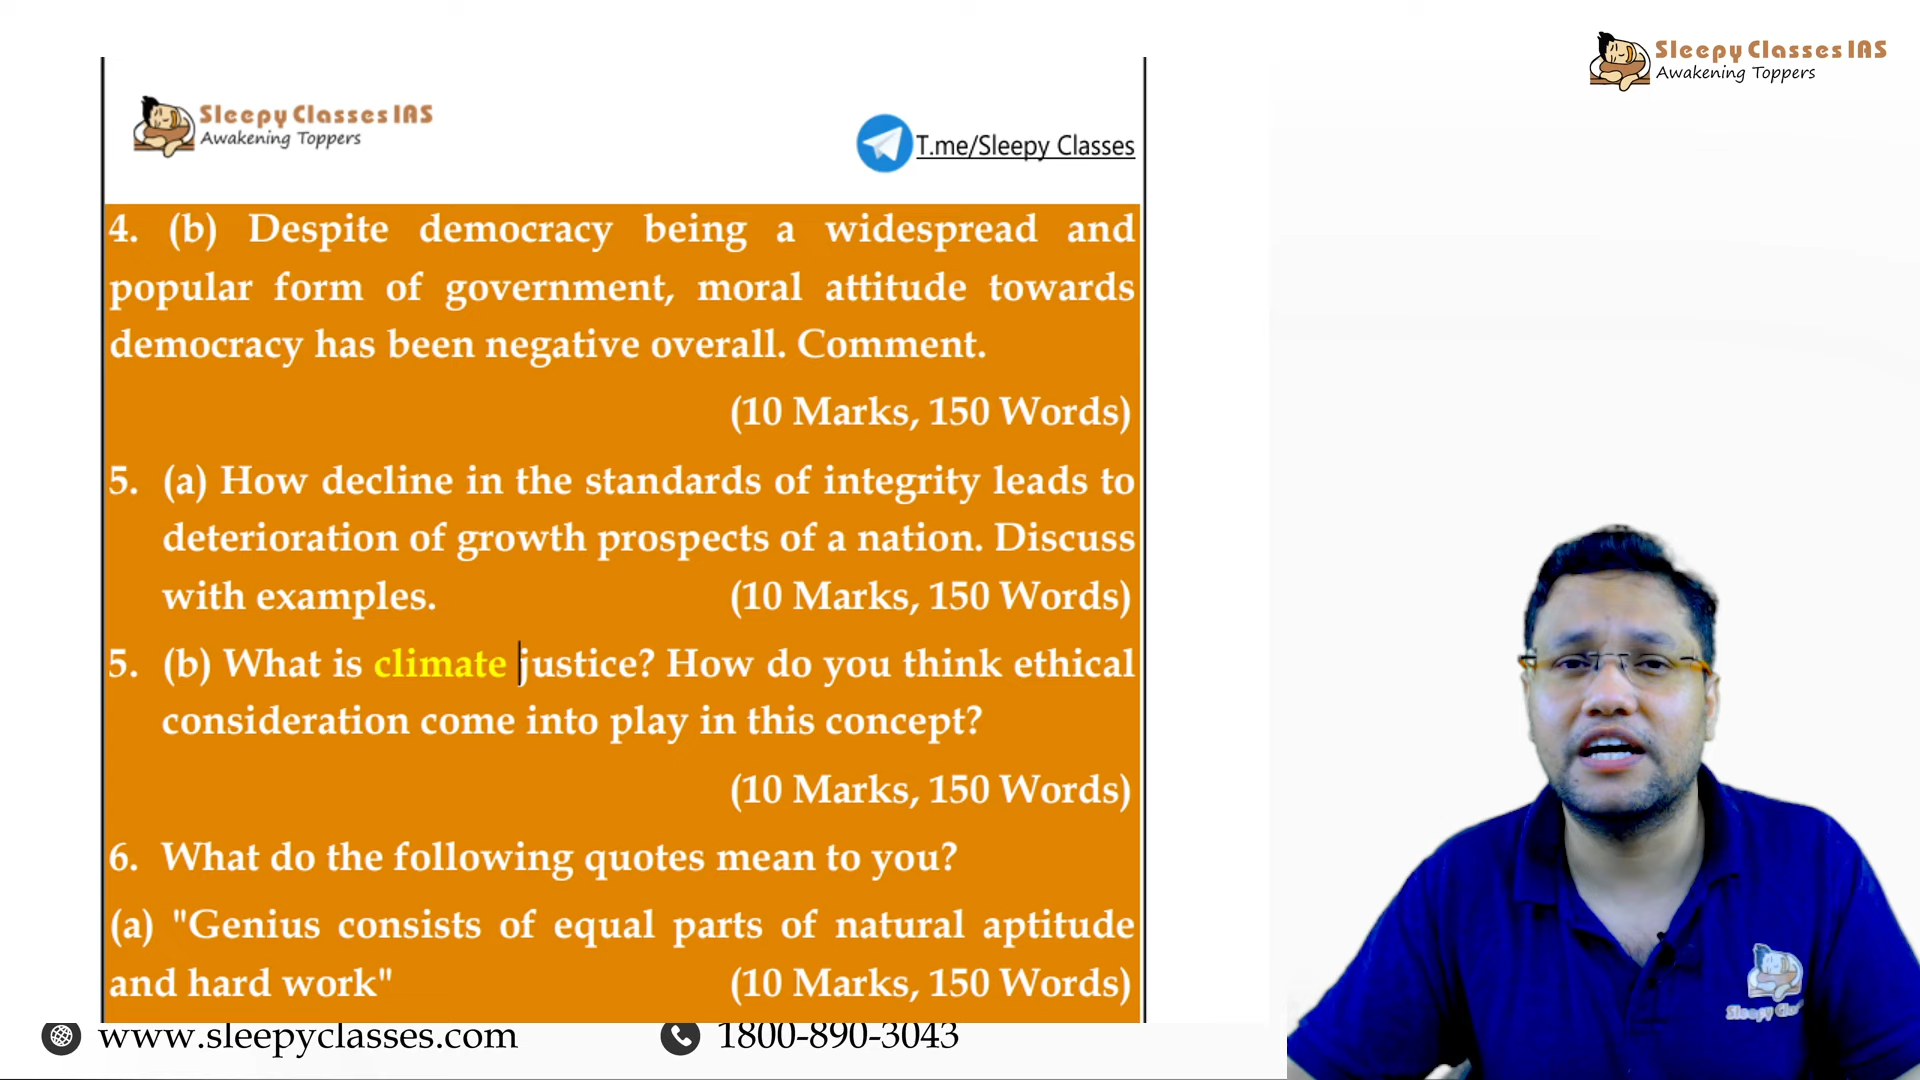 Sleepy Classes IAS
Awakening Toppers
Sleepy Classes IAS
Awakening Toppers
T.me/Sleepy Classes
4. (b) Despite democracy being a widespread and
popular form of government, moral attitude towards
democracy has been negative overall. Comment.
(10 Marks, 150 Words)
5. (a) How decline in the standards of integrity leads to
deterioration of growth prospects of a nation. Discuss
with examples. (10 Marks, 150 Words)
5. (b) What is climate justice? How do you think ethical
consideration come into play in this concept?
(10 Marks, 150 Words)
6. What do the following quotes mean to you?
(a) "Genius consists of equal parts of natural aptitude
and hard work" (10 Marks, 150 Words)
www.sleepyclasses.com 1800-890-3043